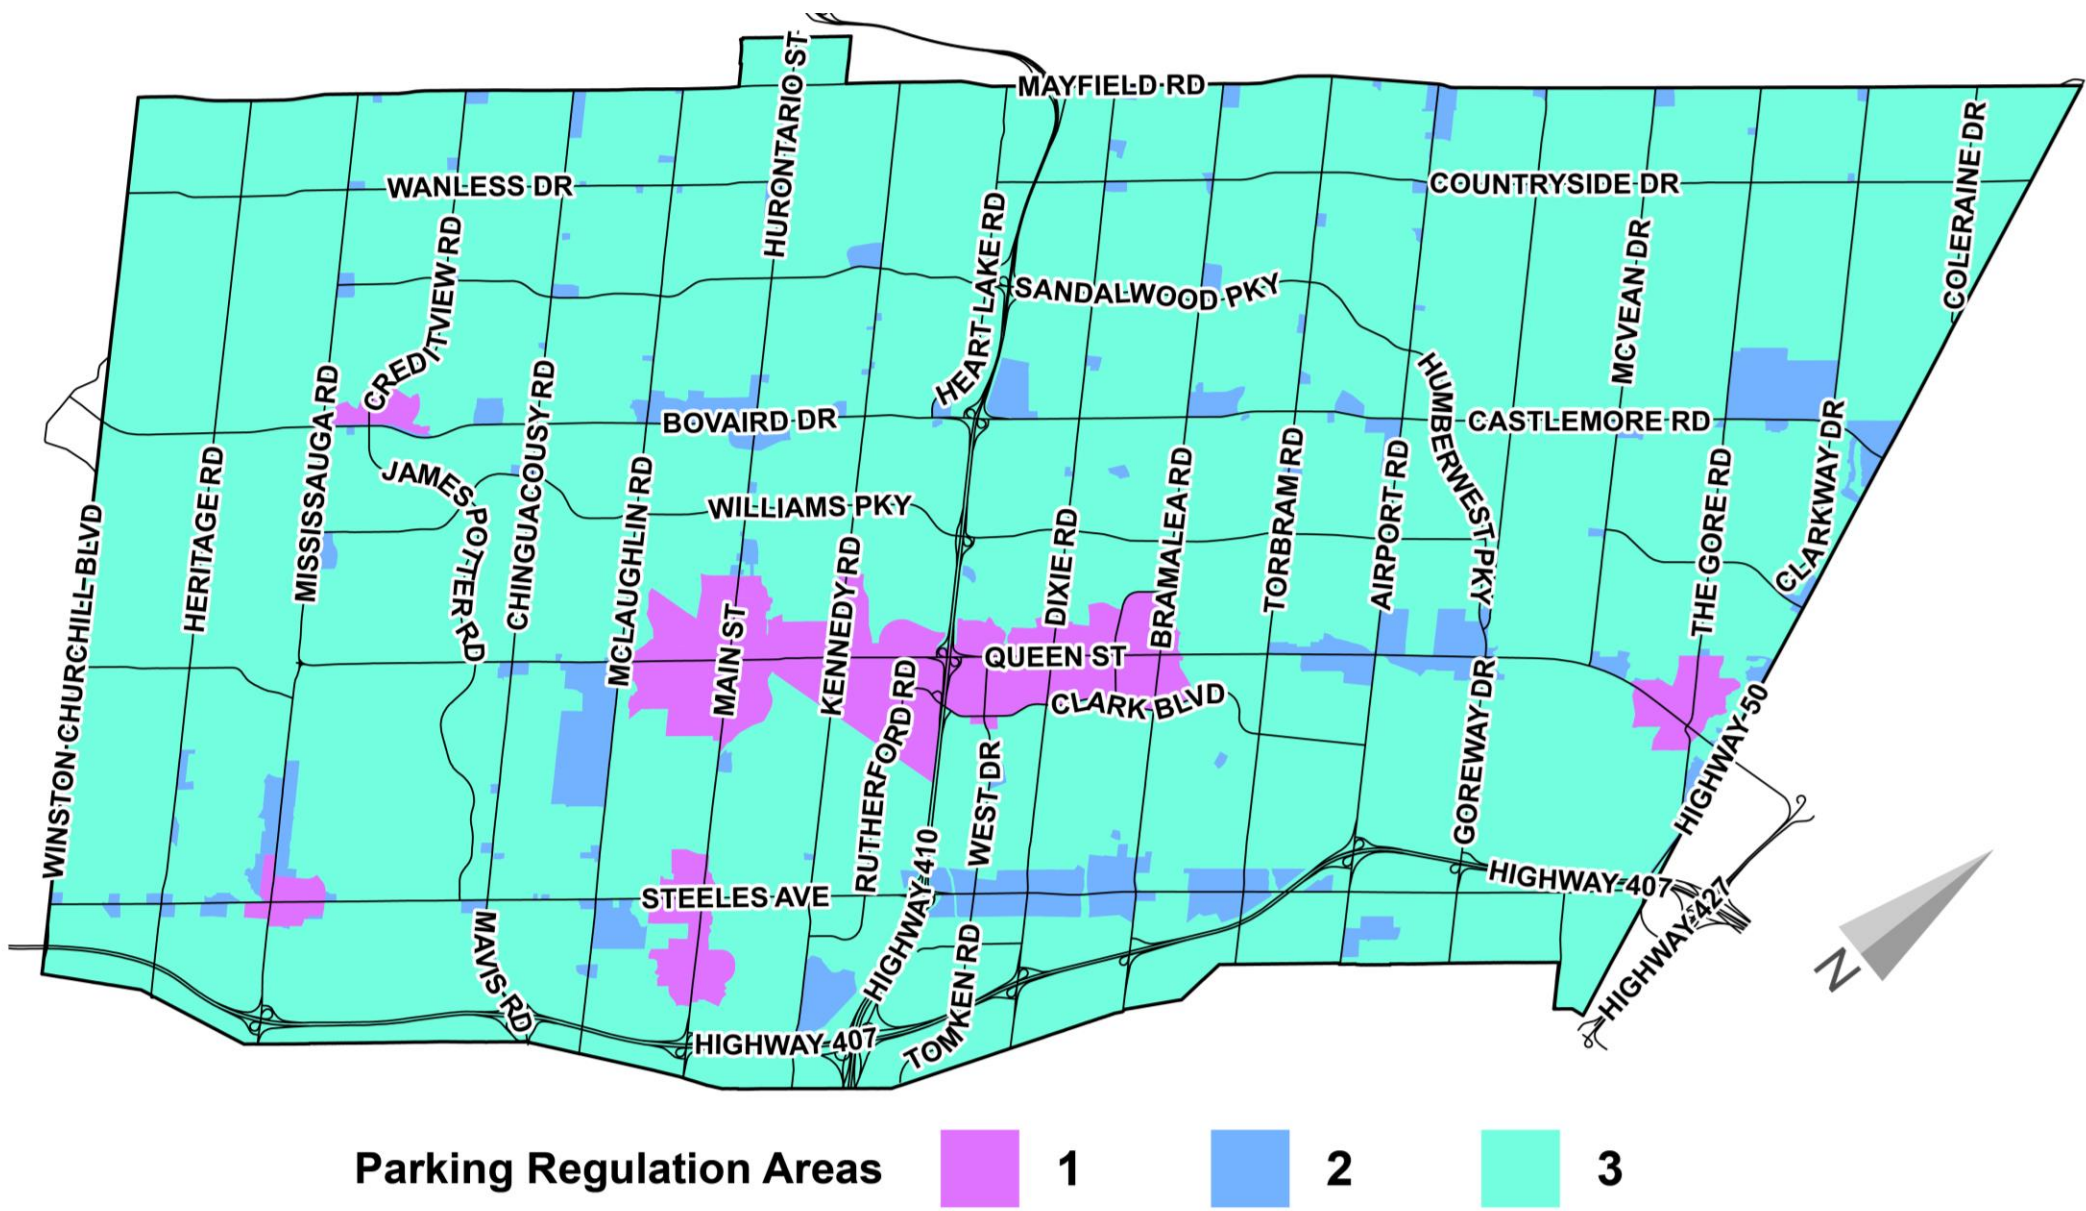 HURONTARIO ST
MAYFIELD RD
WANLESS DR
COUNTRYSIDE DR
COLERAINE DR
CREDITVIEW RD
HEART LAKE RD
SANDALWOOD PKY
MCVEAN DR
MISSISSAUGA RD
CHINGUACOUSY RD
BOVAIRD DR
HUMBERWEST PKY
CASTLEMORE RD
CLARKWAY DR
HERITAGE RD
JAMES POTTER RD
MCLAUGHLIN RD
WILLIAMS PKY
TORBRAM RD
AIRPORT RD
BRAMALEA RD
THE GORE RD
WINSTON CHURCHILL BLVD
KENNEDY RD
DIXIE RD
MAIN ST
QUEEN ST
CLARK BLVD
RUTHERFORD RD
WEST DR
GOREWAY DR
HIGHWAY 50
STEELES AVE
HIGHWAY 410
HIGHWAY 407
HIGHWAY 427
MAVIS RD
TOMKEN RD
HIGHWAY 407
N
Parking Regulation Areas 1 2 3